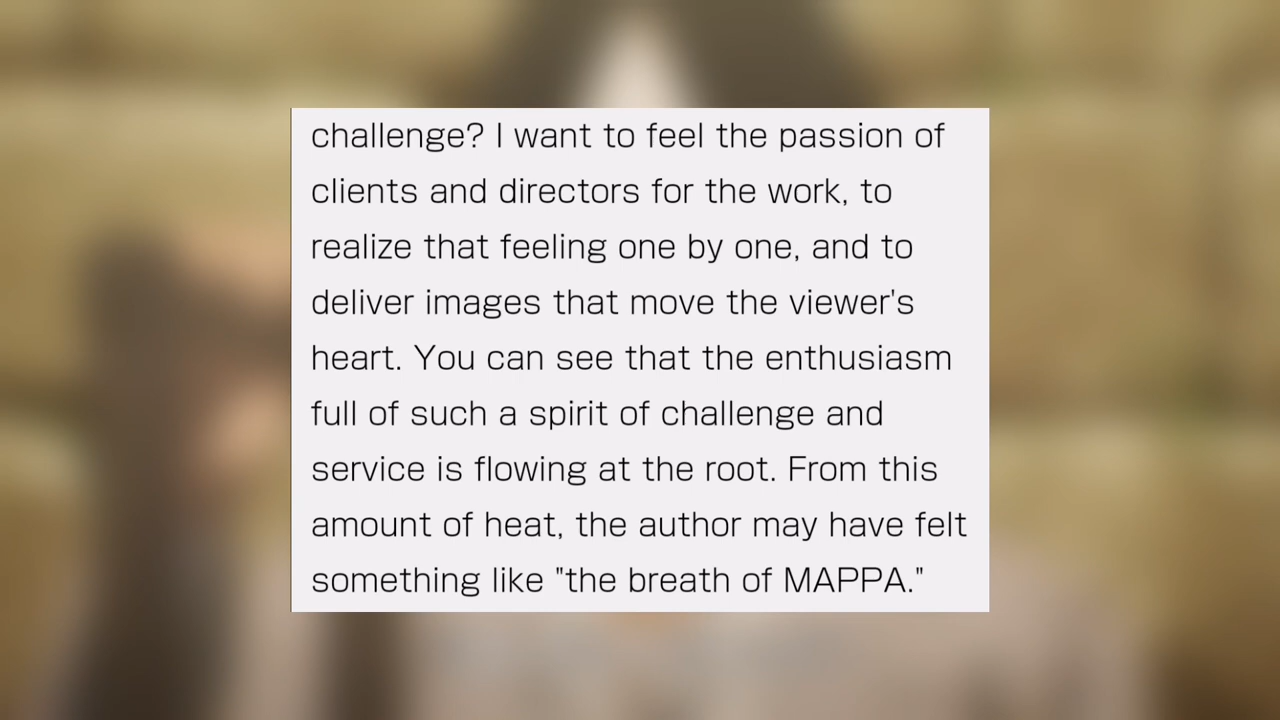 challenge? I want to feel the passion of
clients and directors for the work, to
realize that feeling one by one, and to
deliver images that move the viewer's
heart. You can see that the enthusiasm
full of such a spirit of challenge and
service is flowing at the root. From this
amount of heat, the author may have felt
something like "the breath of MAPPA."